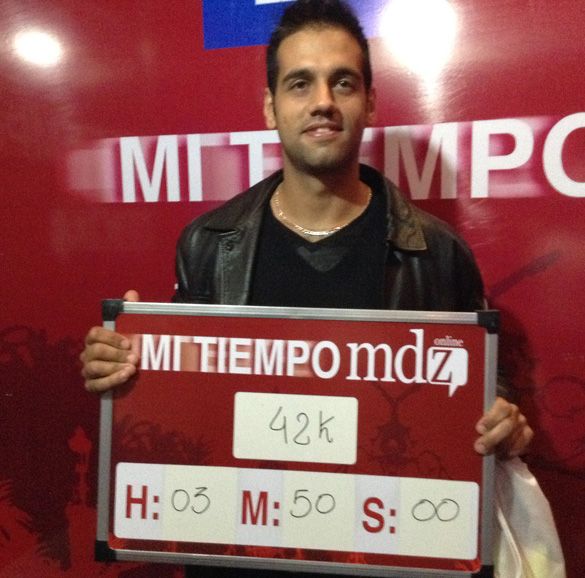 MI TIEMPO
MI TIEMPO mdz online
42K
H: 03 M: 50 S: 00